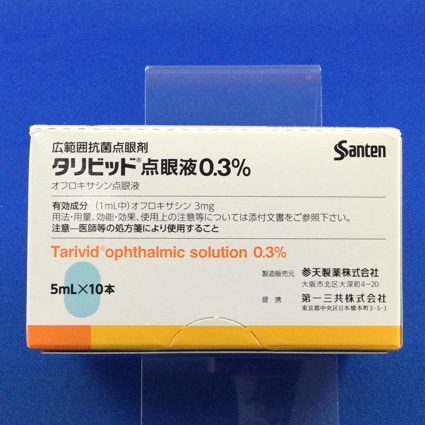 広範囲抗菌点眼剤
Santen
タリビッド®点眼液0.3%
オフロキサシン点眼液
有効成分 (1mL中)オフロキサシン 3mg
用法・用量、効能・効果、使用上の注意等については添付文書をご参照下さい。
注意―医師等の処方箋により使用すること
Tarivid® ophthalmic solution 0.3%
5mL×10本
製造販売元 参天製薬株式会社
大阪市北区大深町4-20
提携 第一三共株式会社
東京都中央区日本橋本町3-5-1